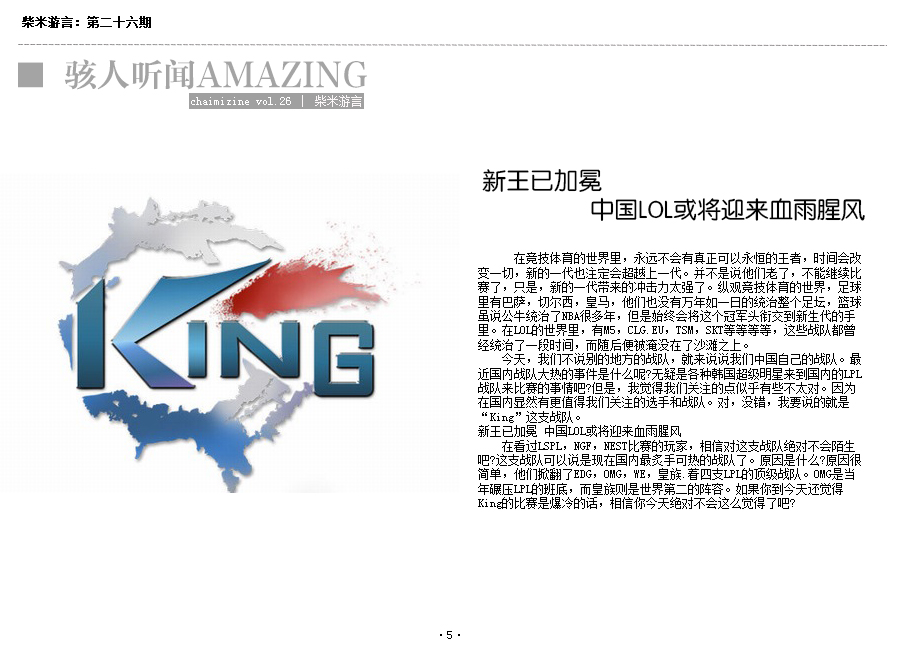 柴米游言：第二十六期
骇人听闻AMAZING
chaimizine vol.26 | 柴米游言
KING
新王已加冕
中国LOL或将迎来血雨腥风
在竞技体育的世界里，永远不会有真正可以永恒的王者，时间会改
变一切，新的一代也注定会超越上一代。并不是说他们老了，不能继续比
赛了，只是，新的一代带来的冲击力太强了。纵观竞技体育的世界，足球
里有巴萨，切尔西，皇马，他们也没有万年如一日的统治整个足坛，篮球
虽说公牛统治了NBA很多年，但是始终会将这个冠军头衔交到新生代的手
里。在LOL的世界里，有M5，CLG.EU，TSM，SKT等等等等，这些战队都曾
经统治了一段时间，而随后便被淹没在了沙滩之上。
今天，我们不说别的地方的战队，就来说说我们中国自己的战队。最
近国内战队大热的事件是什么呢?无疑是各种韩国超级明星来到国内的LPL
战队来比赛的事情吧?但是，我觉得我们关注的点似乎有些不太对。因为
在国内显然有更值得我们关注的选手和战队。对，没错，我要说的就是
“King”这支战队。
新王已加冕 中国LOL或将迎来血雨腥风
在看过LSPL，NGF，NEST比赛的玩家，相信对这支战队绝对不会陌生
吧?这支战队可以说是现在国内最炙手可热的战队了。原因是什么?原因很
简单，他们掀翻了EDG，OMG，WE，皇族.着四支LPL的顶级战队。OMG是当
年碾压LPL的班底，而皇族则是世界第二的阵容。如果你到今天还觉得
King的比赛是爆冷的话，相信你今天绝对不会这么觉得了吧?
·5·